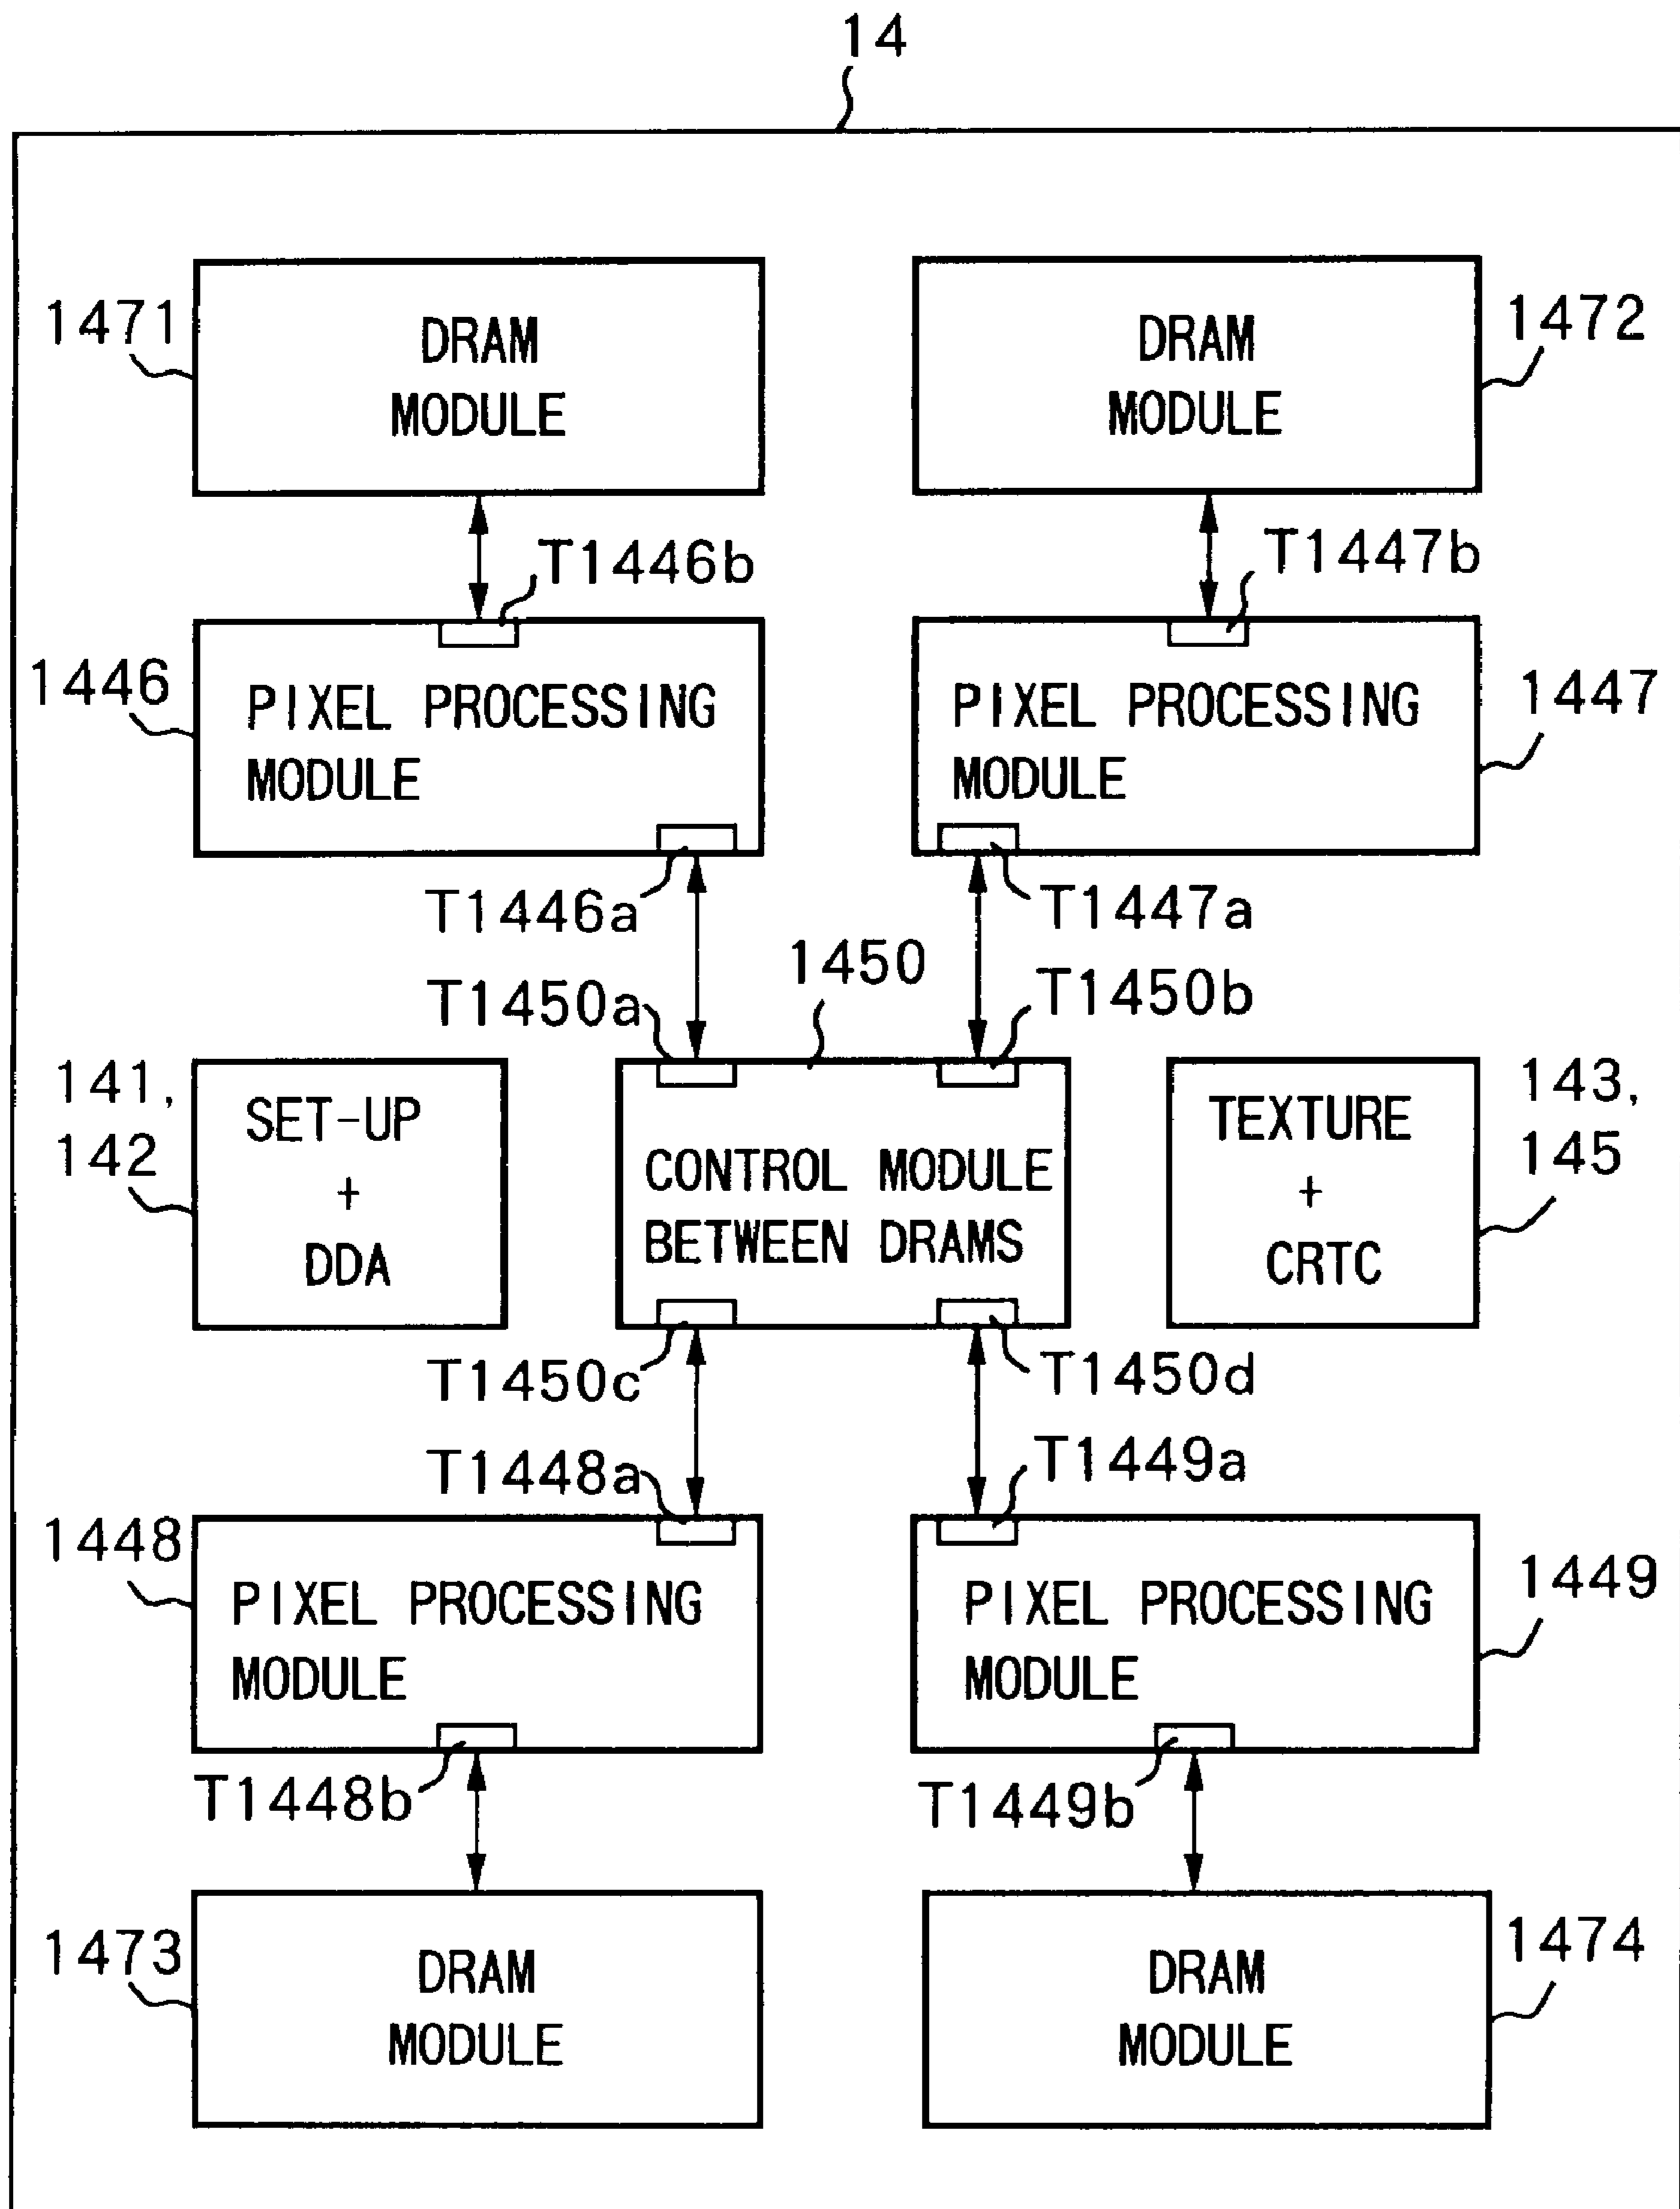 14
1471
DRAM
MODULE
DRAM
MODULE
1472
T1446b
T1447b
1446
PIXEL PROCESSING
MODULE
PIXEL PROCESSING
MODULE
1447
T1446a
T1447a
T1450a
1450
T1450b
141,
142
SET-UP
+
DDA
CONTROL MODULE
BETWEEN DRAMS
TEXTURE
+
CRTC
143,
145
T1450c
T1450d
T1448a
T1449a
1448
PIXEL PROCESSING
MODULE
PIXEL PROCESSING
MODULE
1449
T1448b
T1449b
1473
DRAM
MODULE
DRAM
MODULE
1474